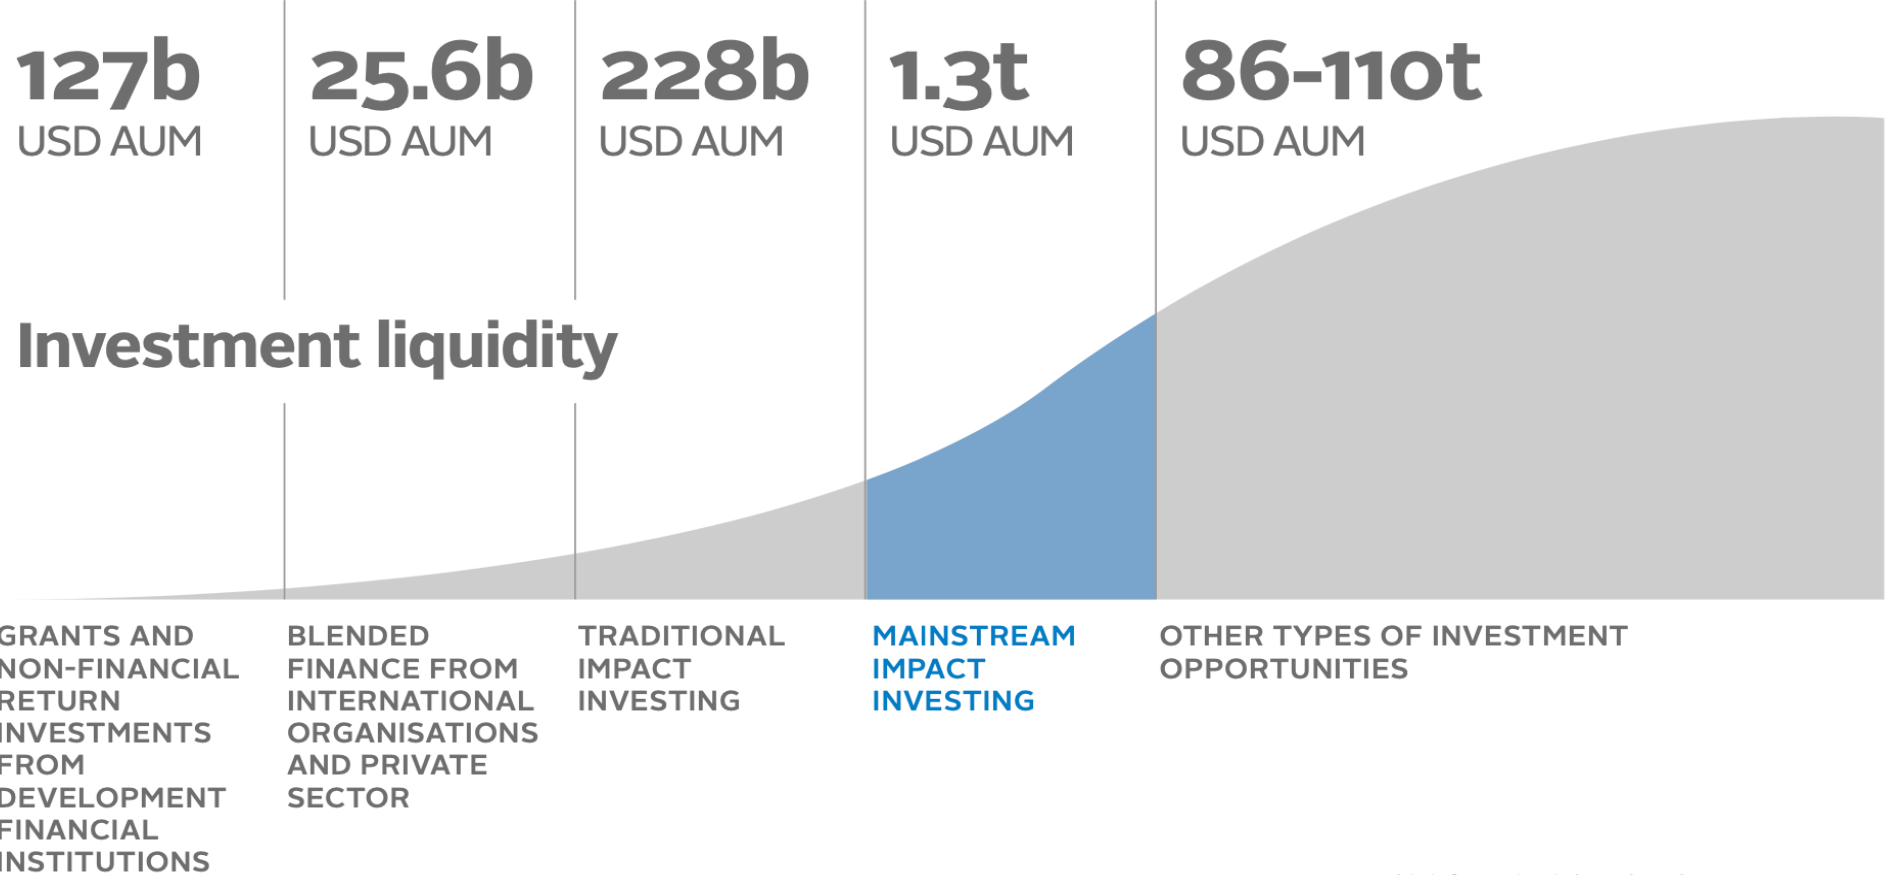 127b
USD AUM
25.6b
USD AUM
228b
USD AUM
1.3t
USD AUM
86-110t
USD AUM
Investment liquidity
GRANTS AND
NON-FINANCIAL
RETURN
INVESTMENTS
FROM
DEVELOPMENT
FINANCIAL
INSTITUTIONS
BLENDED
FINANCE FROM
INTERNATIONAL
ORGANISATIONS
AND PRIVATE
SECTOR
TRADITIONAL
IMPACT
INVESTING
MAINSTREAM
IMPACT
INVESTING
OTHER TYPES OF INVESTMENT
OPPORTUNITIES